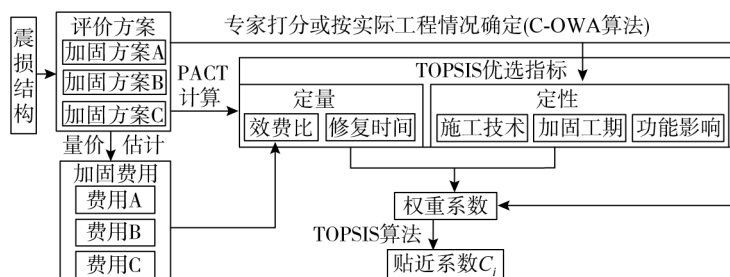 评价方案
专家打分或按实际工程情况确定(C-OWA算法)
震损结构
加固方案A
加固方案B
加固方案C
PACT
计算
TOPSIS优选指标
定量
定性
效费比
修复时间
施工技术
加固工期
功能影响
量价
估计
加固费用
费用A
费用B
费用C
权重系数
TOPSIS算法
贴近系数Ci